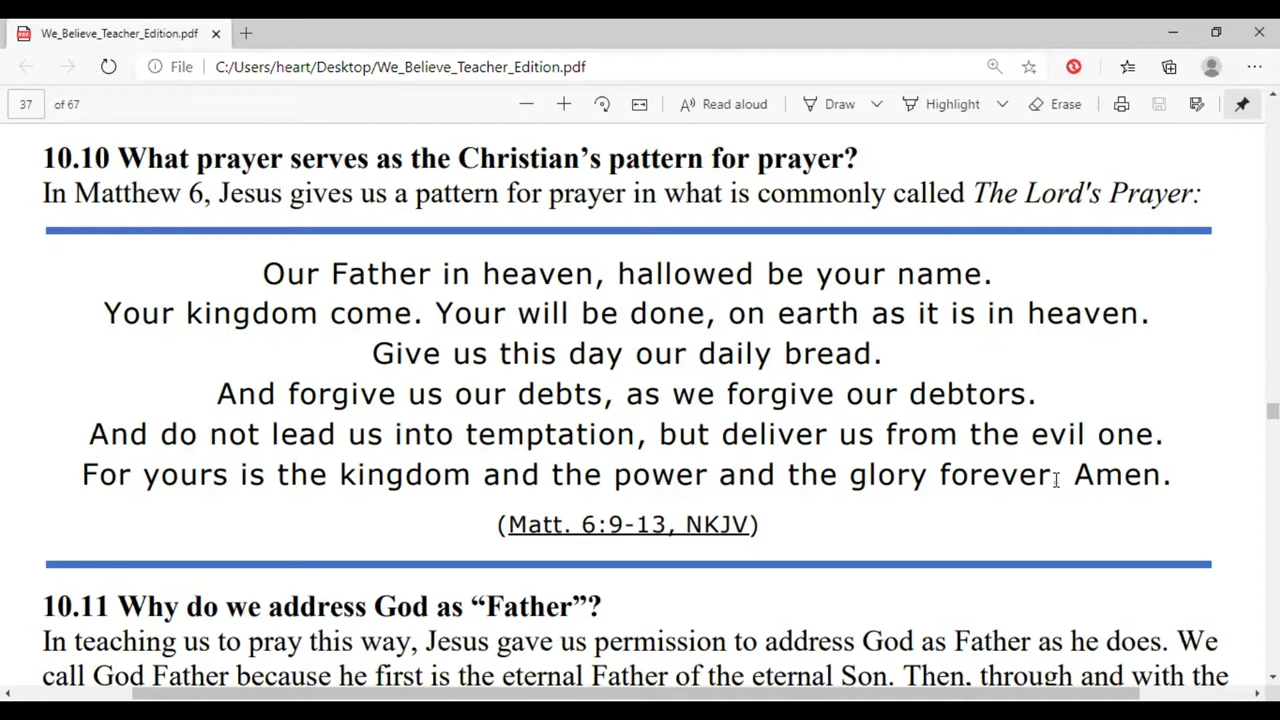 We_Believe_Teacher_Edition.pdf
File C:/Users/heart/Desktop/We_Believe_Teacher_Edition.pdf
37 of 67 Read aloud Draw Highlight Erase
10.10 What prayer serves as the Christian’s pattern for prayer?
In Matthew 6, Jesus gives us a pattern for prayer in what is commonly called The Lord's Prayer:
Our Father in heaven, hallowed be your name.
Your kingdom come. Your will be done, on earth as it is in heaven.
Give us this day our daily bread.
And forgive us our debts, as we forgive our debtors.
And do not lead us into temptation, but deliver us from the evil one.
For yours is the kingdom and the power and the glory forever. Amen.
(Matt. 6:9-13, NKJV)
10.11 Why do we address God as “Father”?
In teaching us to pray this way, Jesus gave us permission to address God as Father as he does. We
call God Father because he first is the eternal Father of the eternal Son. Then, through and with the